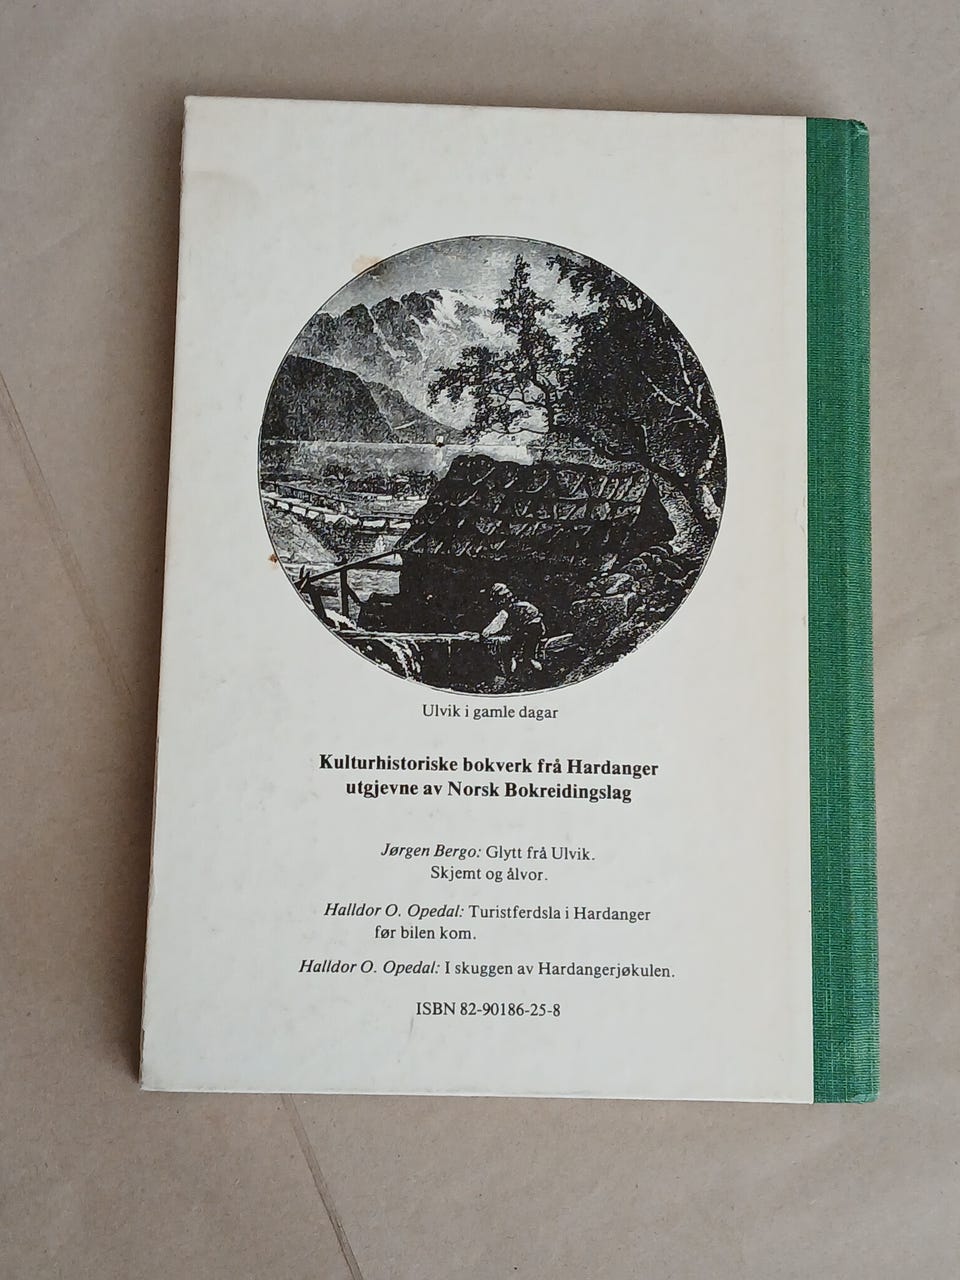 Ulvik i gamle dagar
Kulturhistoriske bokverk frå Hardanger
utgjevne av Norsk Bokreidingslag
Jørgen Bergo: Glytt frå Ulvik.
Skjemt og ålvor.
Halldor O. Opedal: Turistferdsla i Hardanger
før bilen kom.
Halldor O. Opedal: I skuggen av Hardangerjøkulen.
ISBN 82-90186-25-8